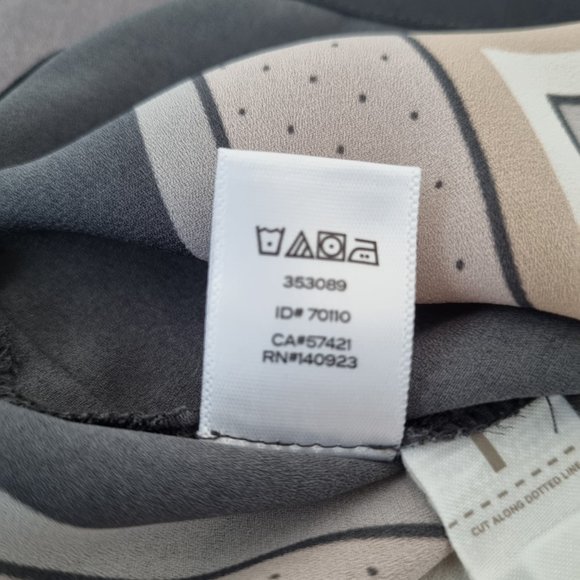 353089
ID# 70110
CA#57421
RN#140923
CUT ALONG DOTTED LINE